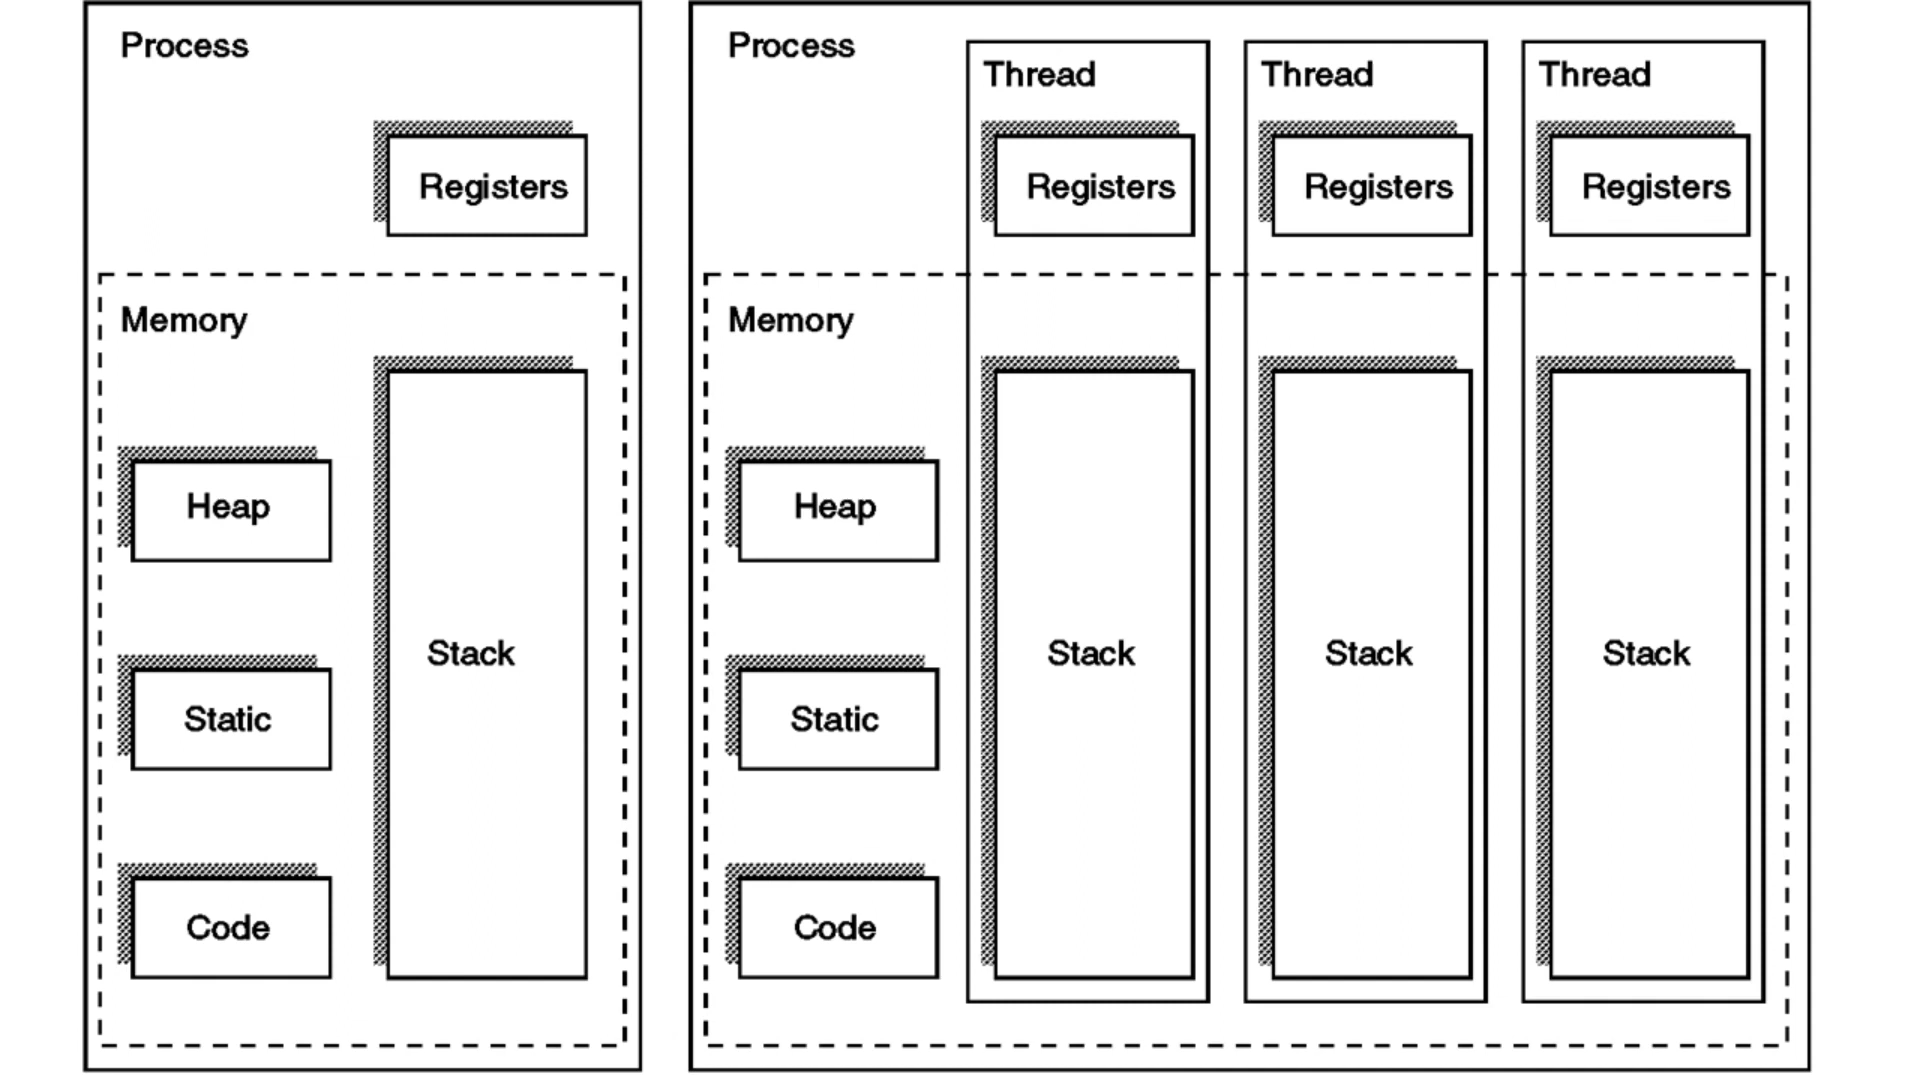 Process
Registers
Memory
Heap
Stack
Static
Code
Process
Thread
Thread
Thread
Registers
Registers
Registers
Memory
Heap
Stack
Stack
Stack
Static
Code